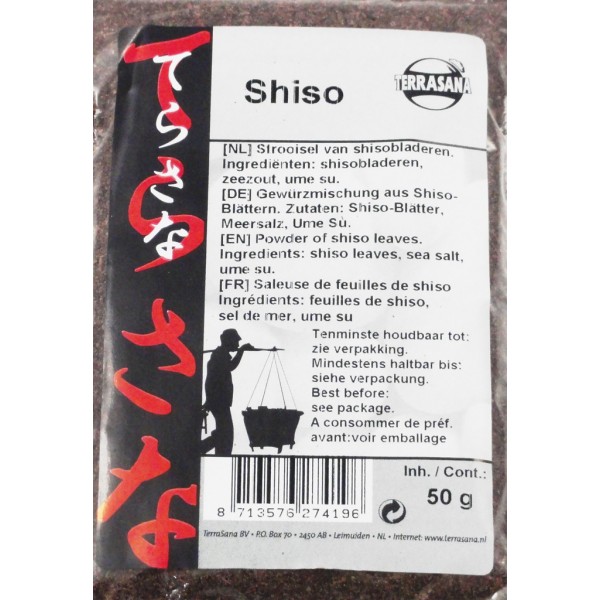 てらさな
さな
TERRASANA
Shiso
[NL] Strooisel van shisobladeren.
Ingrediënten: shisobladeren,
zeezout, ume su.
[DE] Gewürzmischung aus Shiso-
Blättern. Zutaten: Shiso-Blätter,
Meersalz, Ume Sù.
[EN] Powder of shiso leaves.
Ingredients: shiso leaves, sea salt,
ume su.
[FR] Saleuse de feuilles de shiso
Ingrédients: feuilles de shiso,
sel de mer, ume su
Tenminste houdbaar tot:
zie verpakking.
Mindestens haltbar bis:
siehe verpackung.
Best before:
see package.
A consommer de préf.
avant:voir emballage
Inh. / Cont.:
50 g
8 713576 274196
TerraSana BV • P.O. Box 70 • 2450 AB • Leimuiden • NL • Internet: www.terrasana.nl